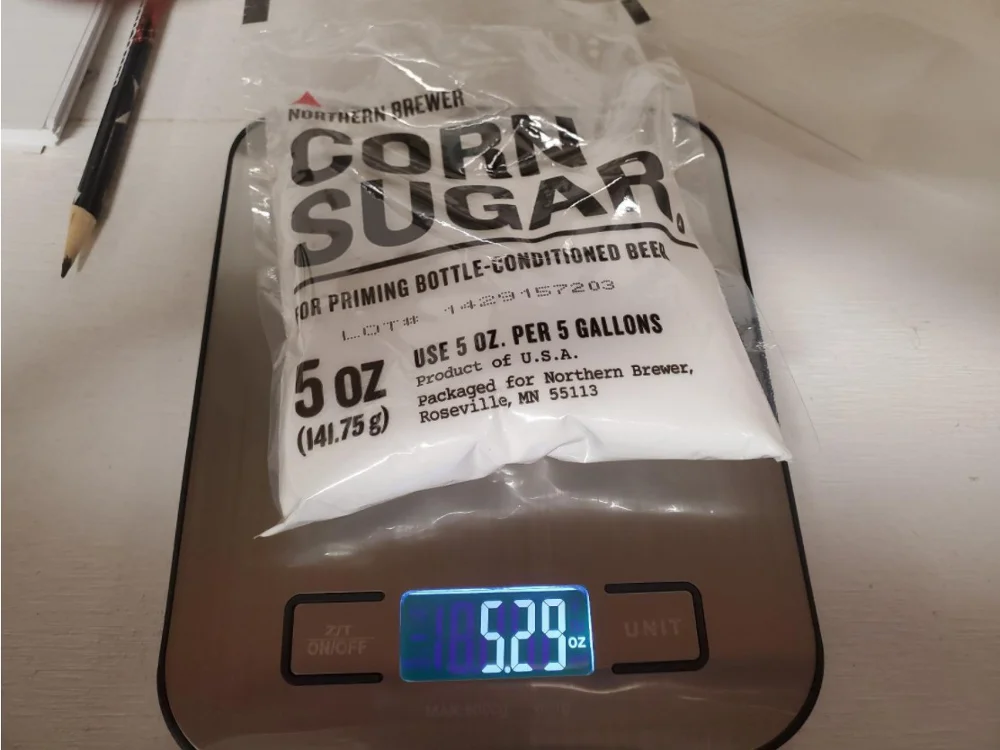 NORTHERN BREWER
CORN
SUGAR
FOR PRIMING BOTTLE-CONDITIONED BEER
LOT# 1429157203
5 OZ
(141.75 g)
USE 5 OZ. PER 5 GALLONS
Product of U.S.A.
Packaged for Northern Brewer,
Roseville, MN 55113
Z/T
ON/OFF
5.29 oz
UNIT